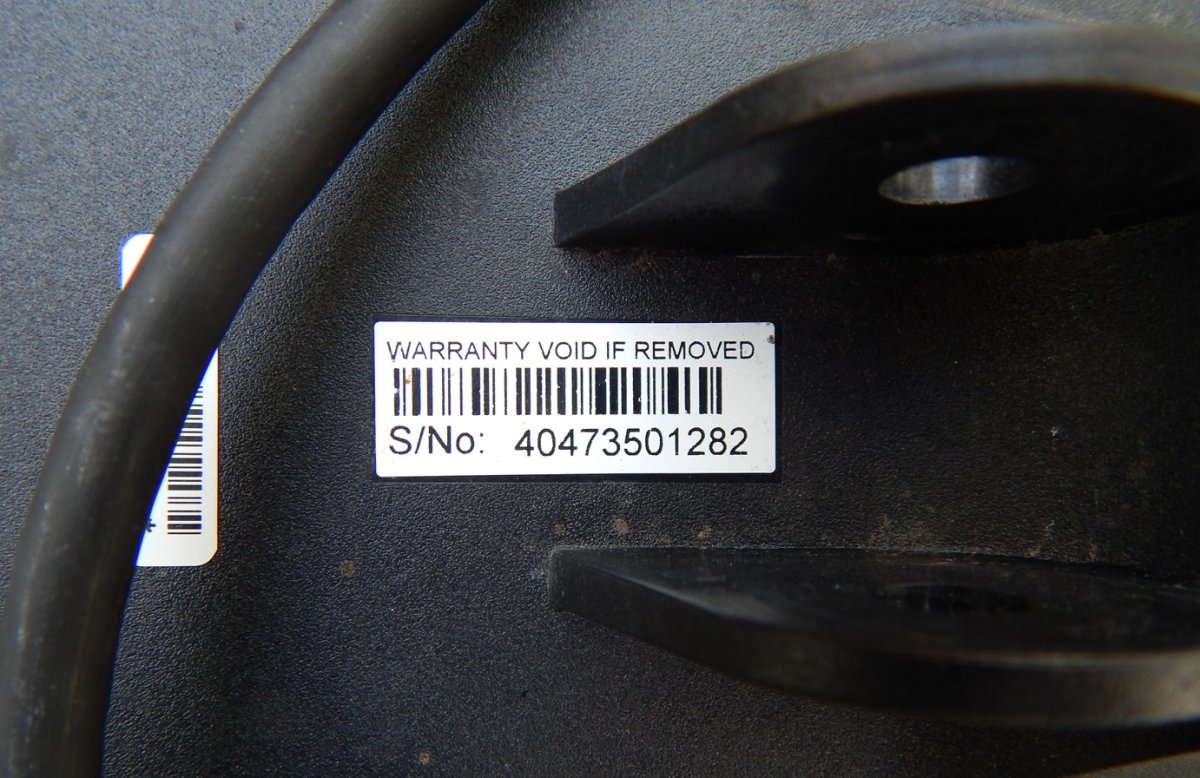 WARRANTY VOID IF REMOVED
S/No: 40473501282
*